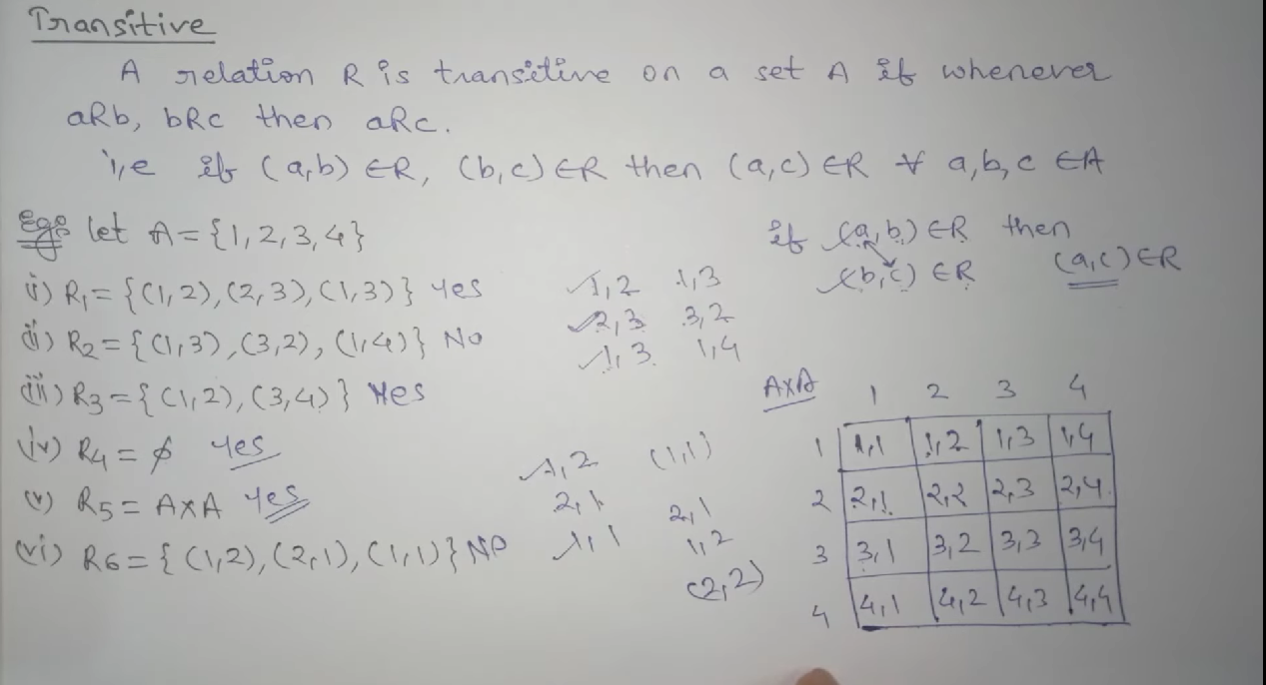 Transitive
A relation R is transitive on a set A if whenever
aRb, bRc then aRc.
i,e if (a,b) ∈R, (b,c)∈R then (a,c) ∈R ∀ a,b,c ∈A
Egs let A={1,2,3,4}
if (a,b) ∈R then
(b,c) ∈R (a,c) ∈R
(i) R1={(1,2),(2,3),(1,3)} Yes
1,2 1,3
2,3 3,2
1,3 1,4
(ii) R2={(1,3),(3,2),(1,4)} No
(iii) R3={(1,2),(3,4)} Yes
(iv) R4=ϕ Yes
(v) R5=A×A Yes
(vi) R6={(1,2),(2,1),(1,1)} NO
1,2 (1,1)
2,1 2,1
1,1 1,2
(2,2)
A×A 1 2 3 4
1 1,1 1,2 1,3 1,4
2 2,1 2,2 2,3 2,4
3 3,1 3,2 3,3 3,4
4 4,1 4,2 4,3 4,4